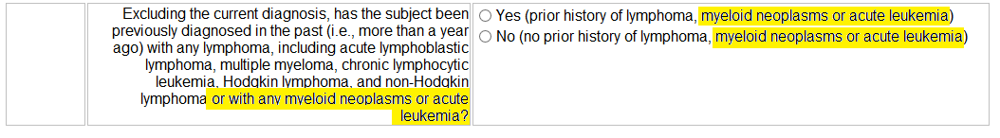 Excluding the current diagnosis, has the subject been
previously diagnosed in the past (i.e., more than a year
ago) with any lymphoma, including acute lymphoblastic
lymphoma, multiple myeloma, chronic lymphocytic
leukemia, Hodgkin lymphoma, and non-Hodgkin
lymphoma or with any myeloid neoplasms or acute
leukemia?
Yes (prior history of lymphoma, myeloid neoplasms or acute leukemia)
No (no prior history of lymphoma, myeloid neoplasms or acute leukemia)